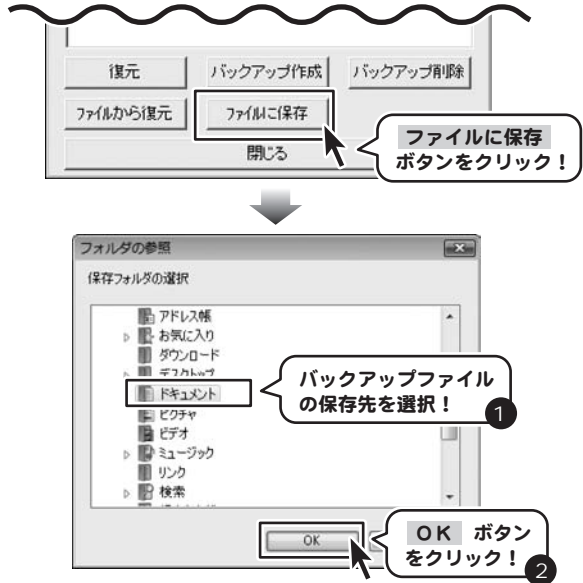 復元 バックアップ作成 バックアップ削除
ファイルから復元 ファイルに保存
閉じる
ファイルに保存
ボタンをクリック！
フォルダの参照
保存フォルダの選択
アドレス帳
お気に入り
ダウンロード
デスクトップ
ドキュメント
ピクチャ
ビデオ
ミュージック
リンク
検索
バックアップファイル
の保存先を選択！
1
OK
OK ボタン
をクリック！
2